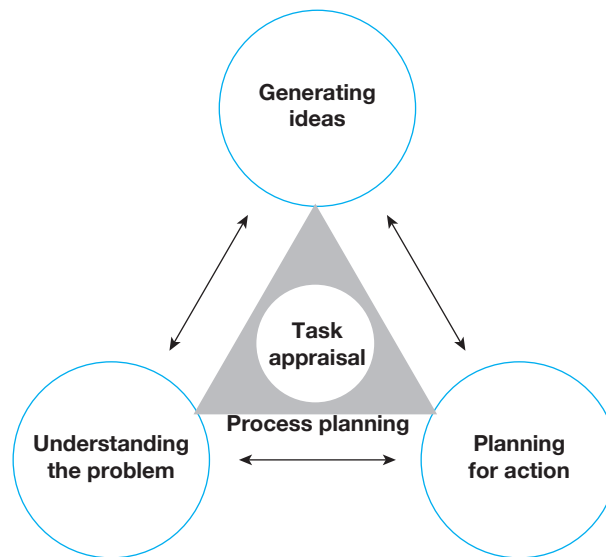 Generating
ideas
Task
appraisal
Process planning
Understanding
the problem
Planning
for action